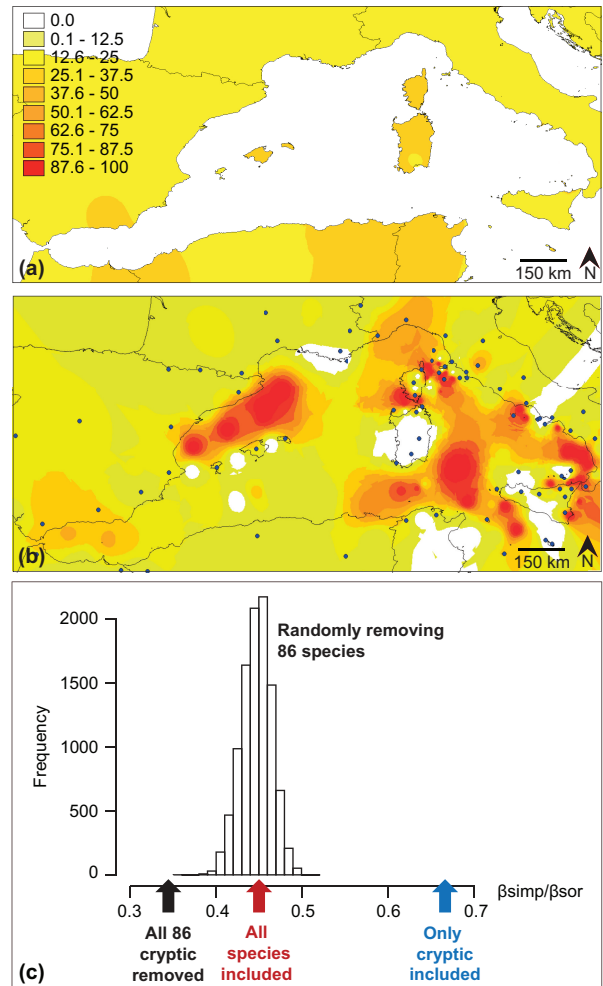 0.0
0.1 - 12.5
12.6 - 25
25.1 - 37.5
37.6 - 50
50.1 - 62.5
62.6 - 75
75.1 - 87.5
87.6 - 100
(a)
150 km
N
(b)
150 km
N
Randomly removing
86 species
Frequency
2000
1500
1000
500
0
0.3 0.4 0.5 0.6 0.7
βsimp/βsor
All 86
cryptic
removed
All
species
included
Only
cryptic
included
(c)